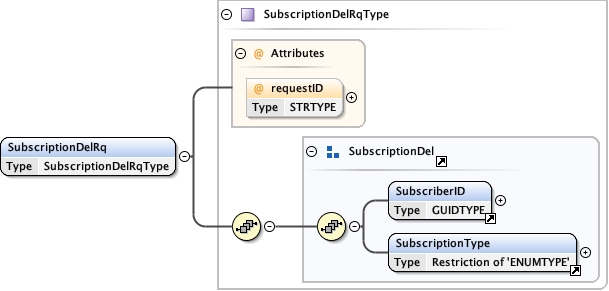 SubscriptionDelRqType
@ Attributes
@ requestID
Type STRTYPE
SubscriptionDelRq
Type SubscriptionDelRqType
SubscriptionDel
SubscriberID
Type GUIDTYPE
SubscriptionType
Type Restriction of 'ENUMTYPE'